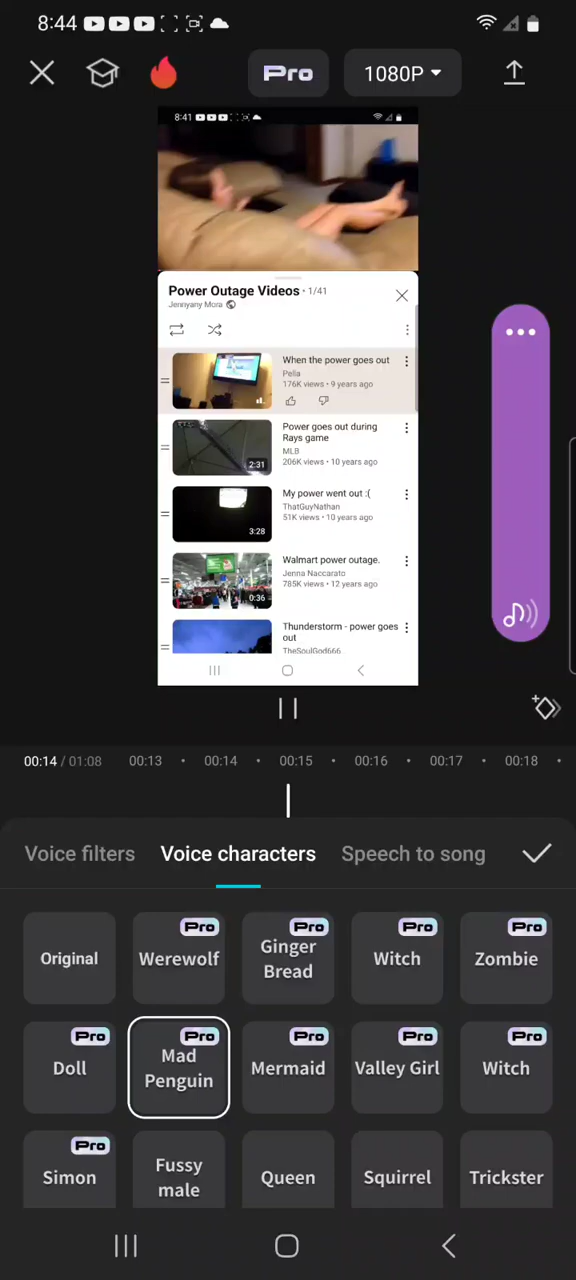 8:44
Pro
1080P
8:41
Power Outage Videos · 1/41
Jennyany Mora
When the power goes out
Pella
176K views · 9 years ago
Power goes out during
Rays game
MLB
206K views · 10 years ago
2:31
My power went out :(
ThatGuyNathan
51K views · 10 years ago
3:28
Walmart power outage.
Jenna Naccarato
785K views · 12 years ago
0:36
Thunderstorm - power goes
out
TheSoulGod666
00:14 / 01:08 00:13 · 00:14 · 00:15 · 00:16 · 00:17 · 00:18
Voice filters Voice characters Speech to song
Original
Pro Werewolf
Pro Ginger Bread
Pro Witch
Pro Zombie
Pro Doll
Pro Mad Penguin
Pro Mermaid
Pro Valley Girl
Pro Witch
Pro Simon
Fussy male
Queen
Squirrel
Trickster